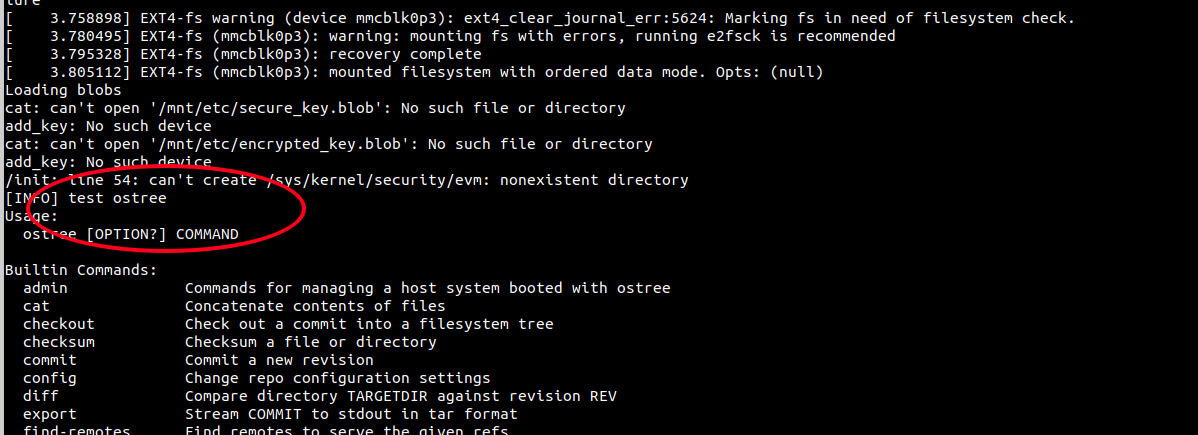 ture
[    3.758898] EXT4-fs warning (device mmcblk0p3): ext4_clear_journal_err:5624: Marking fs in need of filesystem check.
[    3.780495] EXT4-fs (mmcblk0p3): warning: mounting fs with errors, running e2fsck is recommended
[    3.795328] EXT4-fs (mmcblk0p3): recovery complete
[    3.805112] EXT4-fs (mmcblk0p3): mounted filesystem with ordered data mode. Opts: (null)
Loading blobs
cat: can't open '/mnt/etc/secure_key.blob': No such file or directory
add_key: No such device
cat: can't open '/mnt/etc/encrypted_key.blob': No such file or directory
add_key: No such device
/init: line 54: can't create /sys/kernel/security/evm: nonexistent directory
[INFO] test ostree
Usage:
  ostree [OPTION?] COMMAND
Builtin Commands:
  admin             Commands for managing a host system booted with ostree
  cat               Concatenate contents of files
  checkout          Check out a commit into a filesystem tree
  checksum          Checksum a file or directory
  commit            Commit a new revision
  config            Change repo configuration settings
  diff              Compare directory TARGETDIR against revision REV
  export            Stream COMMIT to stdout in tar format
  find-remotes      Find remotes to serve the given refs